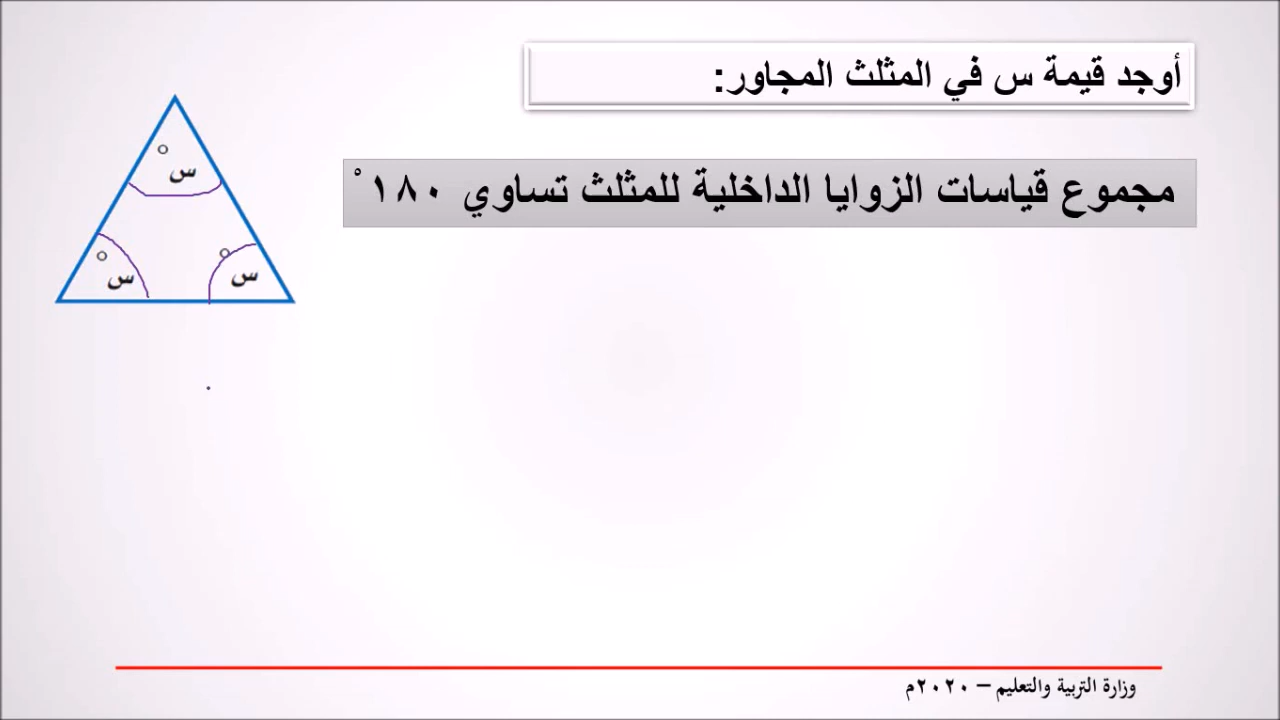 أوجد قيمة س في المثلث المجاور:
مجموع قياسات الزوايا الداخلية للمثلث تساوي ١٨٠°
س°
س°
س°
وزارة التربية والتعليم – ٢٠٢٠م